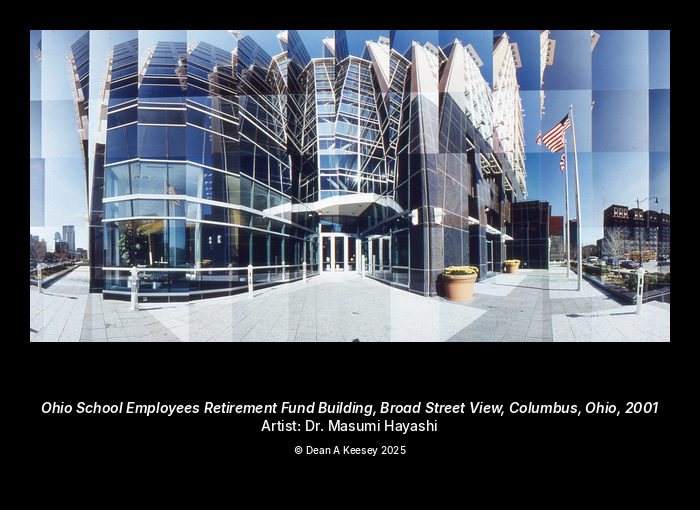 Ohio School Employees Retirement Fund Building, Broad Street View, Columbus, Ohio, 2001
Artist: Dr. Masumi Hayashi
© Dean A Keesey 2025